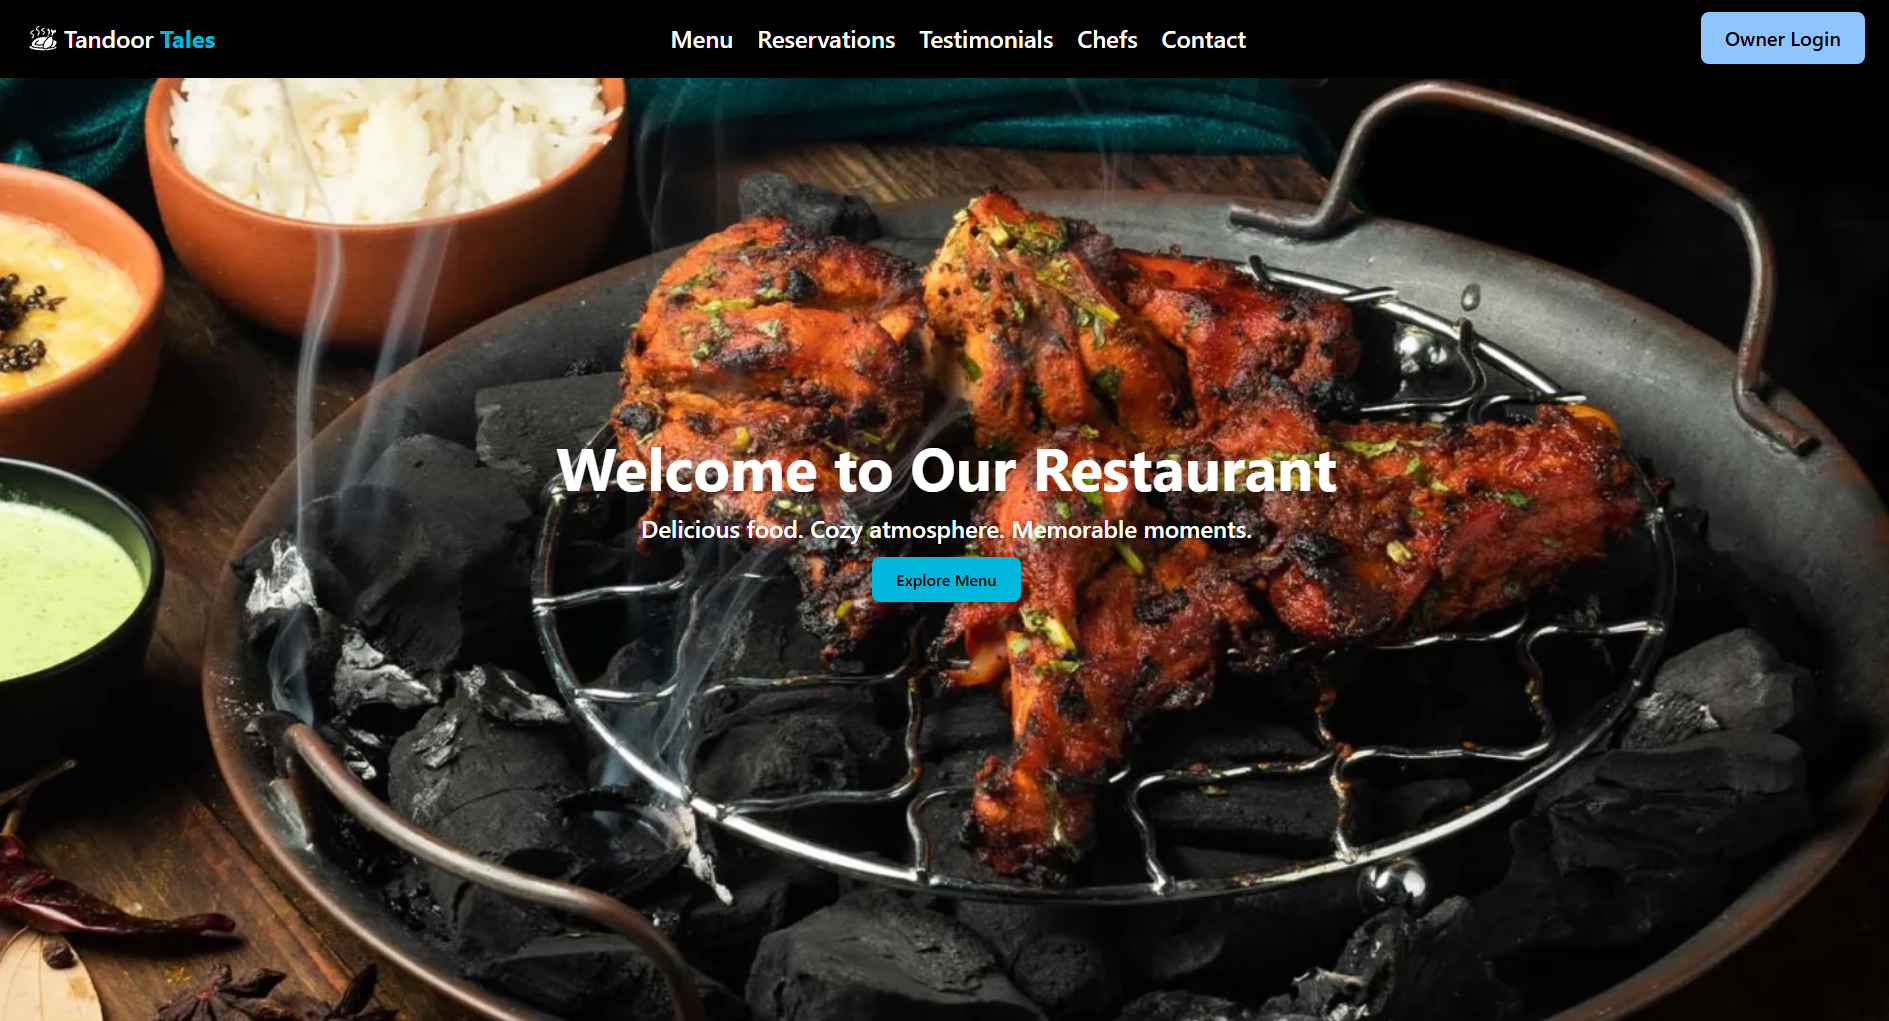 Tandoor Tales
Menu Reservations Testimonials Chefs Contact
Owner Login
Welcome to Our Restaurant
Delicious food. Cozy atmosphere. Memorable moments.
Explore Menu